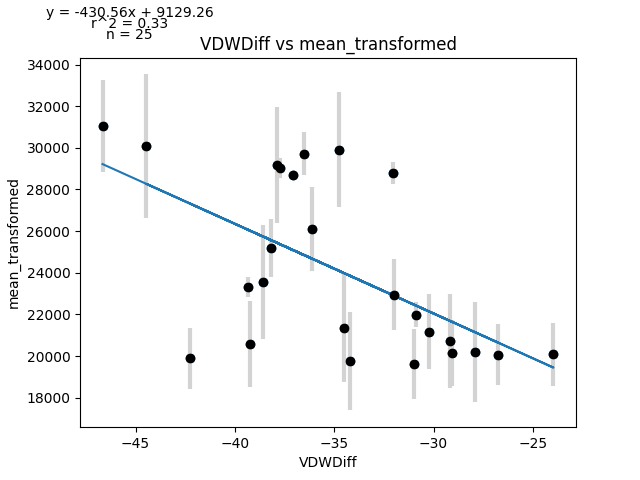 y = -430.56x + 9129.26
r^2 = 0.33
n = 25
VDWDiff vs mean_transformed
34000
32000
30000
28000
26000
24000
22000
20000
18000
mean_transformed
−45
−40
−35
−30
−25
VDWDiff